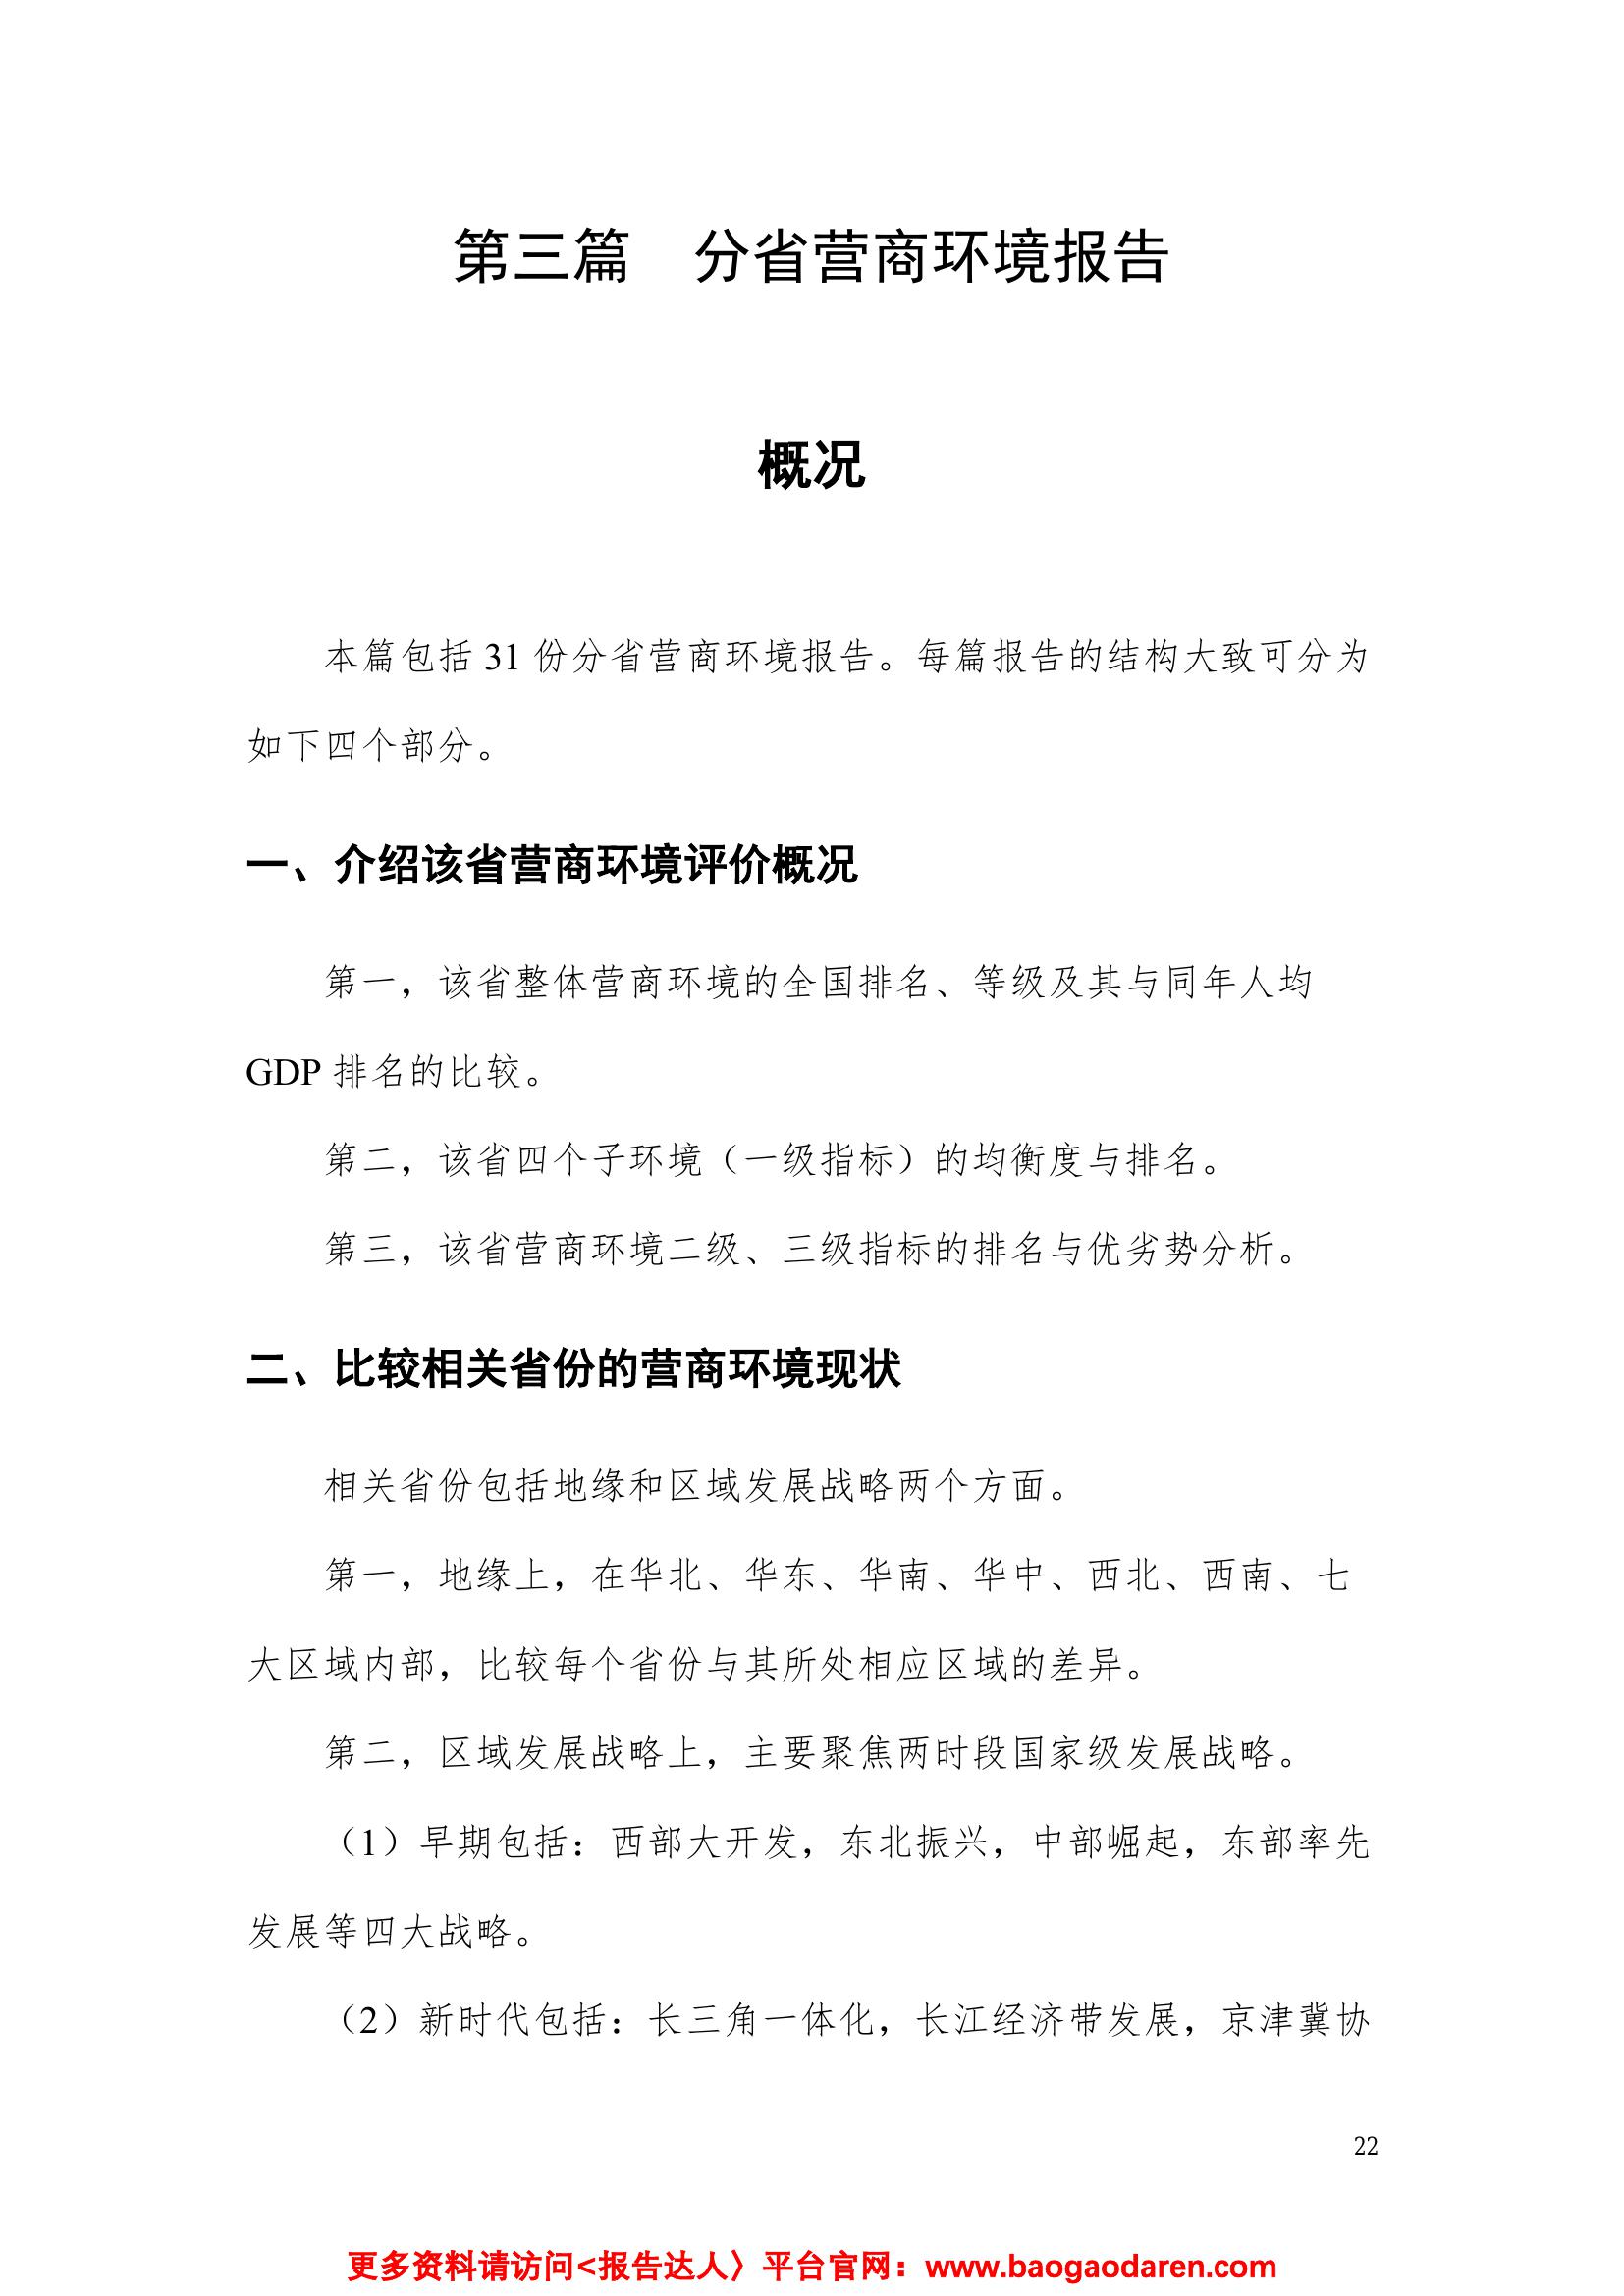 第三篇　分省营商环境报告
概况
本篇包括 31 份分省营商环境报告。每篇报告的结构大致可分为
如下四个部分。
一、介绍该省营商环境评价概况
第一，该省整体营商环境的全国排名、等级及其与同年人均
GDP 排名的比较。
第二，该省四个子环境（一级指标）的均衡度与排名。
第三，该省营商环境二级、三级指标的排名与优劣势分析。
二、比较相关省份的营商环境现状
相关省份包括地缘和区域发展战略两个方面。
第一，地缘上，在华北、华东、华南、华中、西北、西南、七
大区域内部，比较每个省份与其所处相应区域的差异。
第二，区域发展战略上，主要聚焦两时段国家级发展战略。
（1）早期包括：西部大开发，东北振兴，中部崛起，东部率先
发展等四大战略。
（2）新时代包括：长三角一体化，长江经济带发展，京津冀协
22
更多资料请访问<报告达人〉平台官网：www.baogaodaren.com